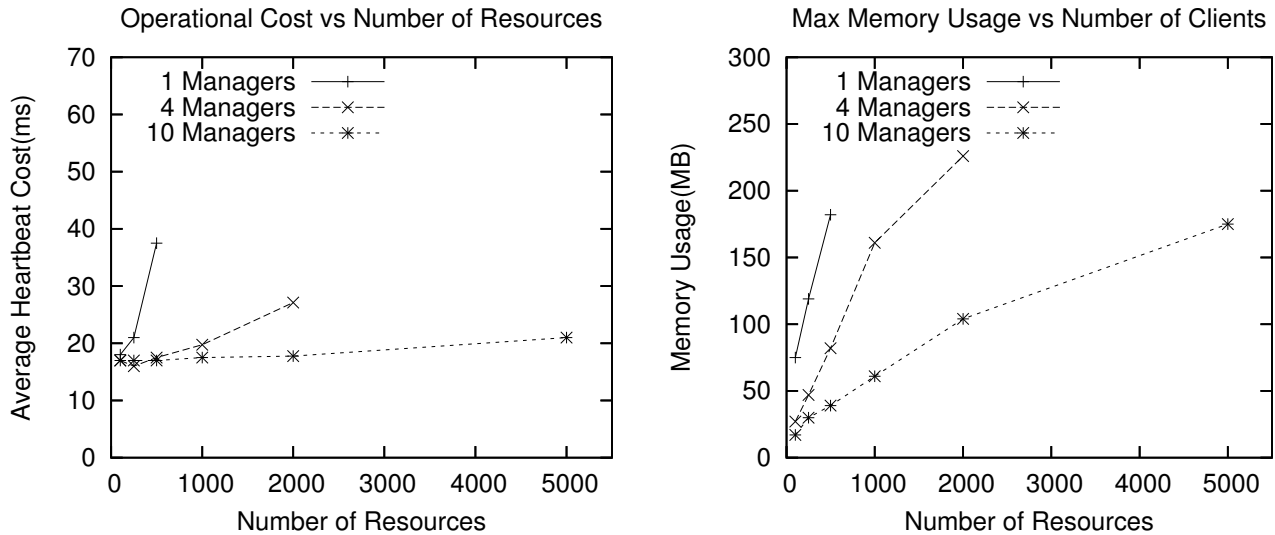 Operational Cost vs Number of Resources
70
60
50
40
30
20
10
0
Average Heartbeat Cost(ms)
1 Managers
4 Managers
10 Managers
0 1000 2000 3000 4000 5000
Number of Resources
Max Memory Usage vs Number of Clients
300
250
200
150
100
50
0
Memory Usage(MB)
1 Managers
4 Managers
10 Managers
0 1000 2000 3000 4000 5000
Number of Resources